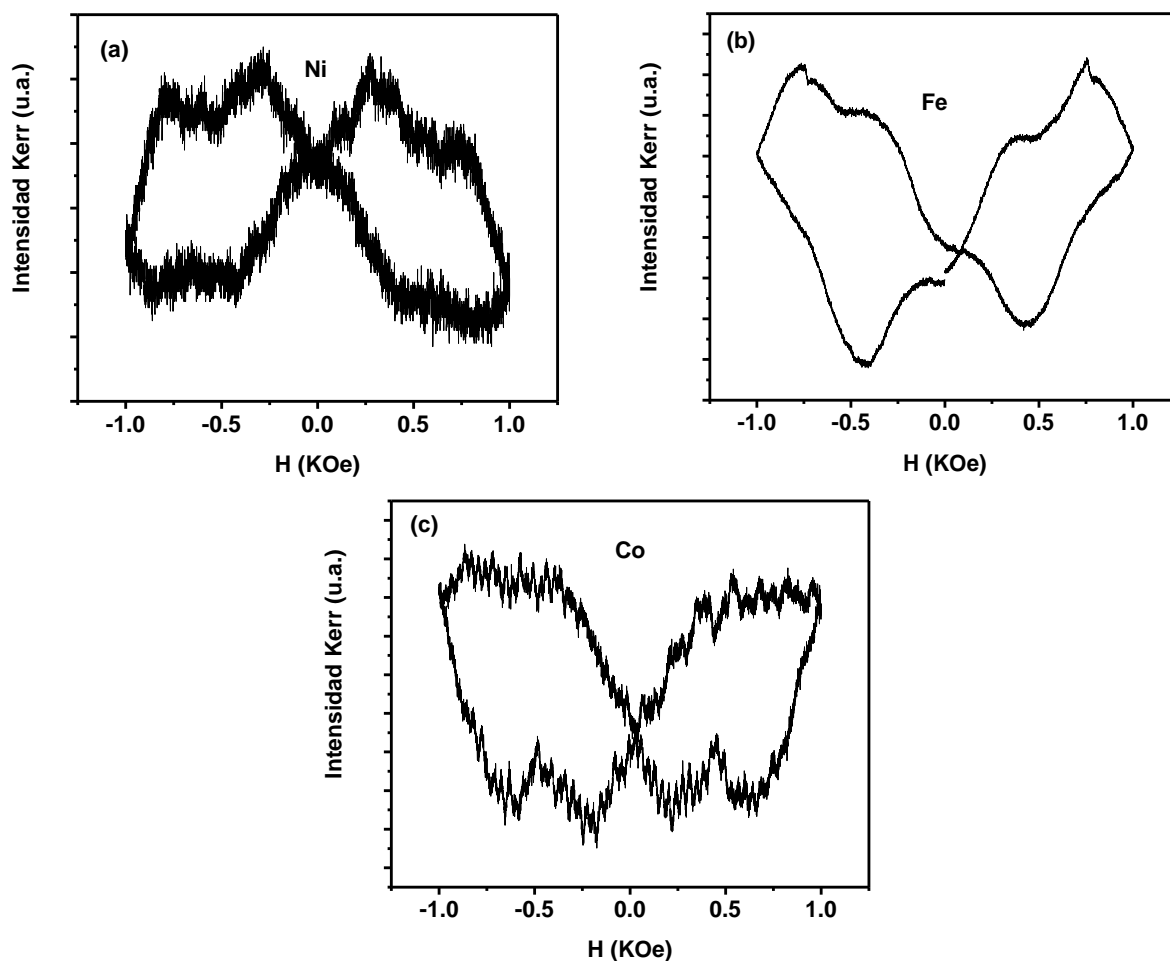 (a)
Ni
Intensidad Kerr (u.a.)
-1.0 -0.5 0.0 0.5 1.0
H (KOe)
(b)
Fe
Intensidad Kerr (u.a.)
-1.0 -0.5 0.0 0.5 1.0
H (KOe)
(c)
Co
Intensidad Kerr (u.a.)
-1.0 -0.5 0.0 0.5 1.0
H (KOe)